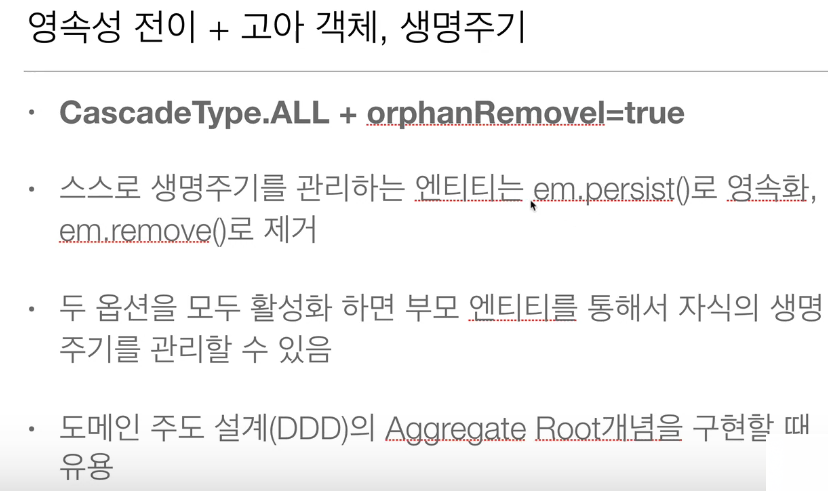 영속성 전이 + 고아 객체, 생명주기
• CascadeType.ALL + orphanRemovel=true
• 스스로 생명주기를 관리하는 엔티티는 em.persist()로 영속화,
em.remove()로 제거
• 두 옵션을 모두 활성화 하면 부모 엔티티를 통해서 자식의 생명
주기를 관리할 수 있음
• 도메인 주도 설계(DDD)의 Aggregate Root개념을 구현할 때
유용